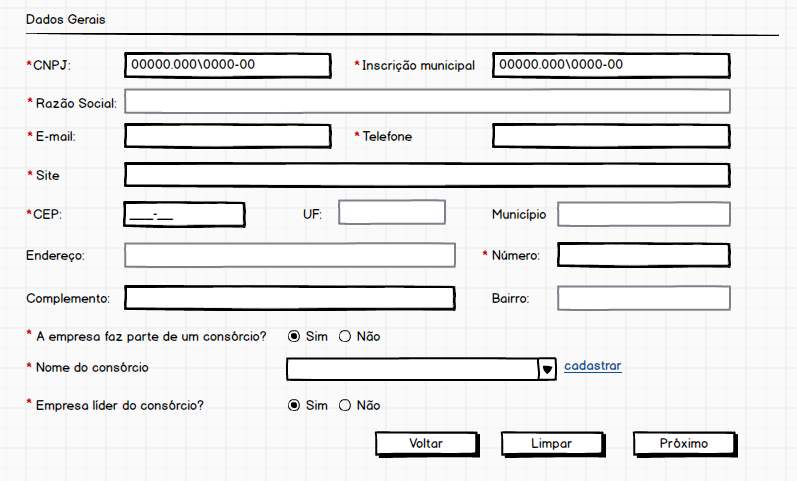 Dados Gerais
*CNPJ: 00000.000\0000-00 * Inscrição municipal 00000.000\0000-00
* Razão Social:
* E-mail: * Telefone
* Site
*CEP: ___-__ UF: Município
Endereço: * Número:
Complemento: Bairro:
* A empresa faz parte de um consórcio? Sim Não
* Nome do consórcio cadastrar
* Empresa líder do consórcio? Sim Não
Voltar Limpar Próximo